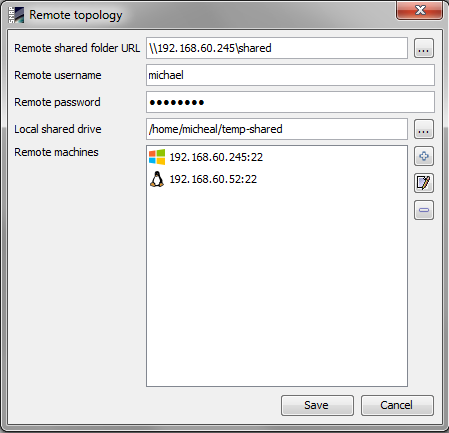 SNAP
Remote topology
Remote shared folder URL \\192.168.60.245\shared ...
Remote username michael
Remote password ••••••••
Local shared drive /home/micheal/temp-shared ...
Remote machines
192.168.60.245:22
192.168.60.52:22
Save Cancel